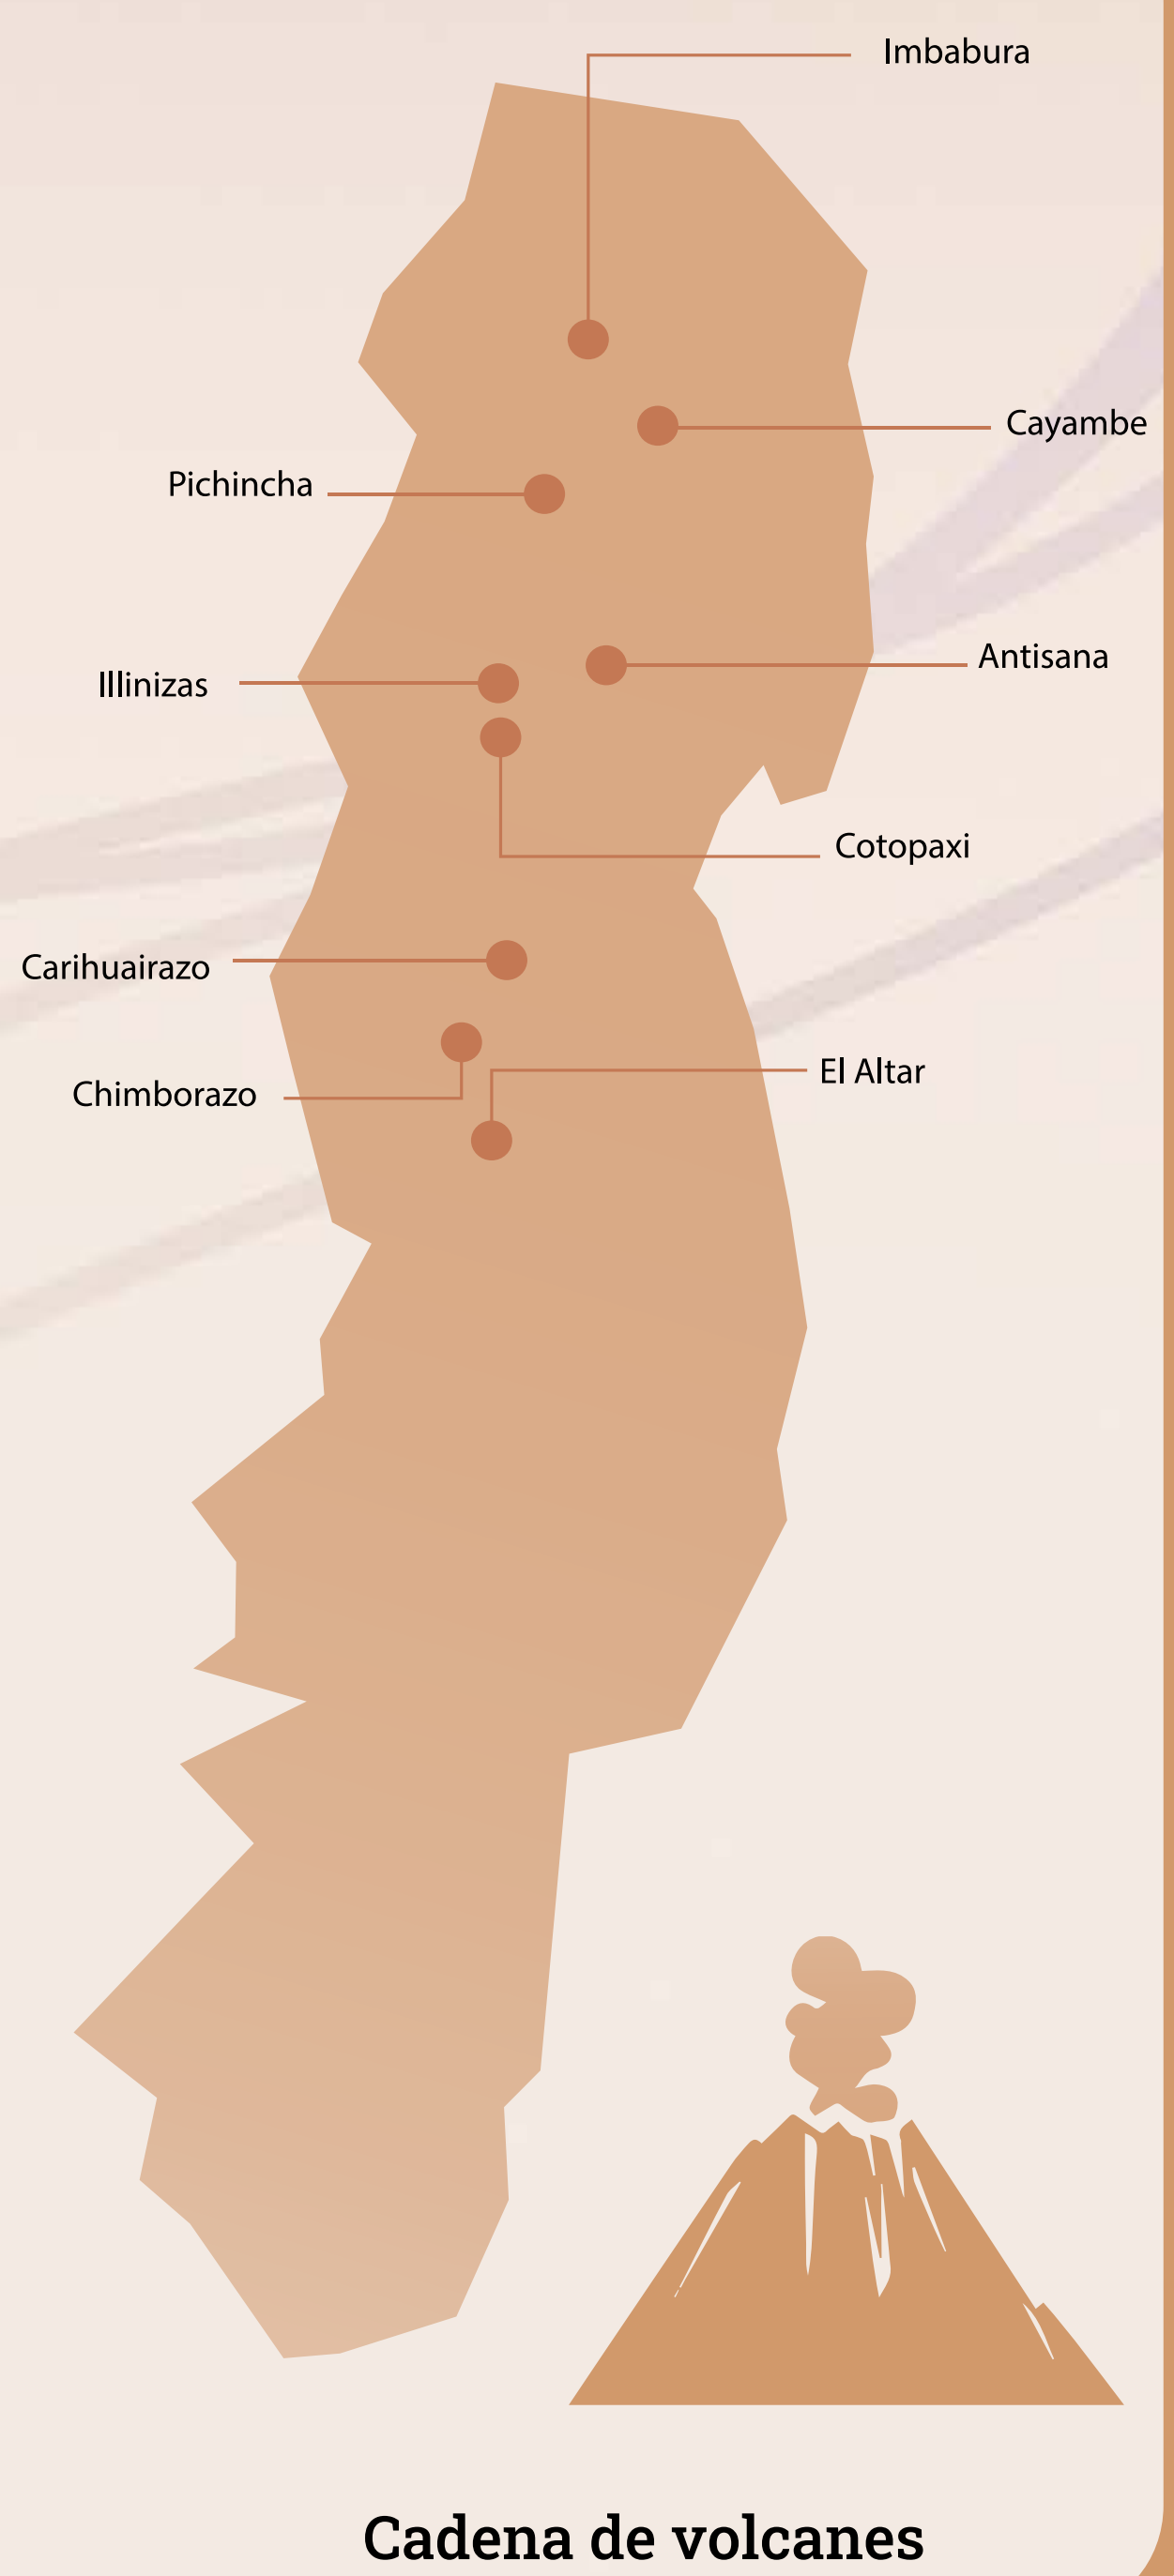 Imbabura
Cayambe
Pichincha
Antisana
Illinizas
Cotopaxi
Carihuairazo
El Altar
Chimborazo
Cadena de volcanes